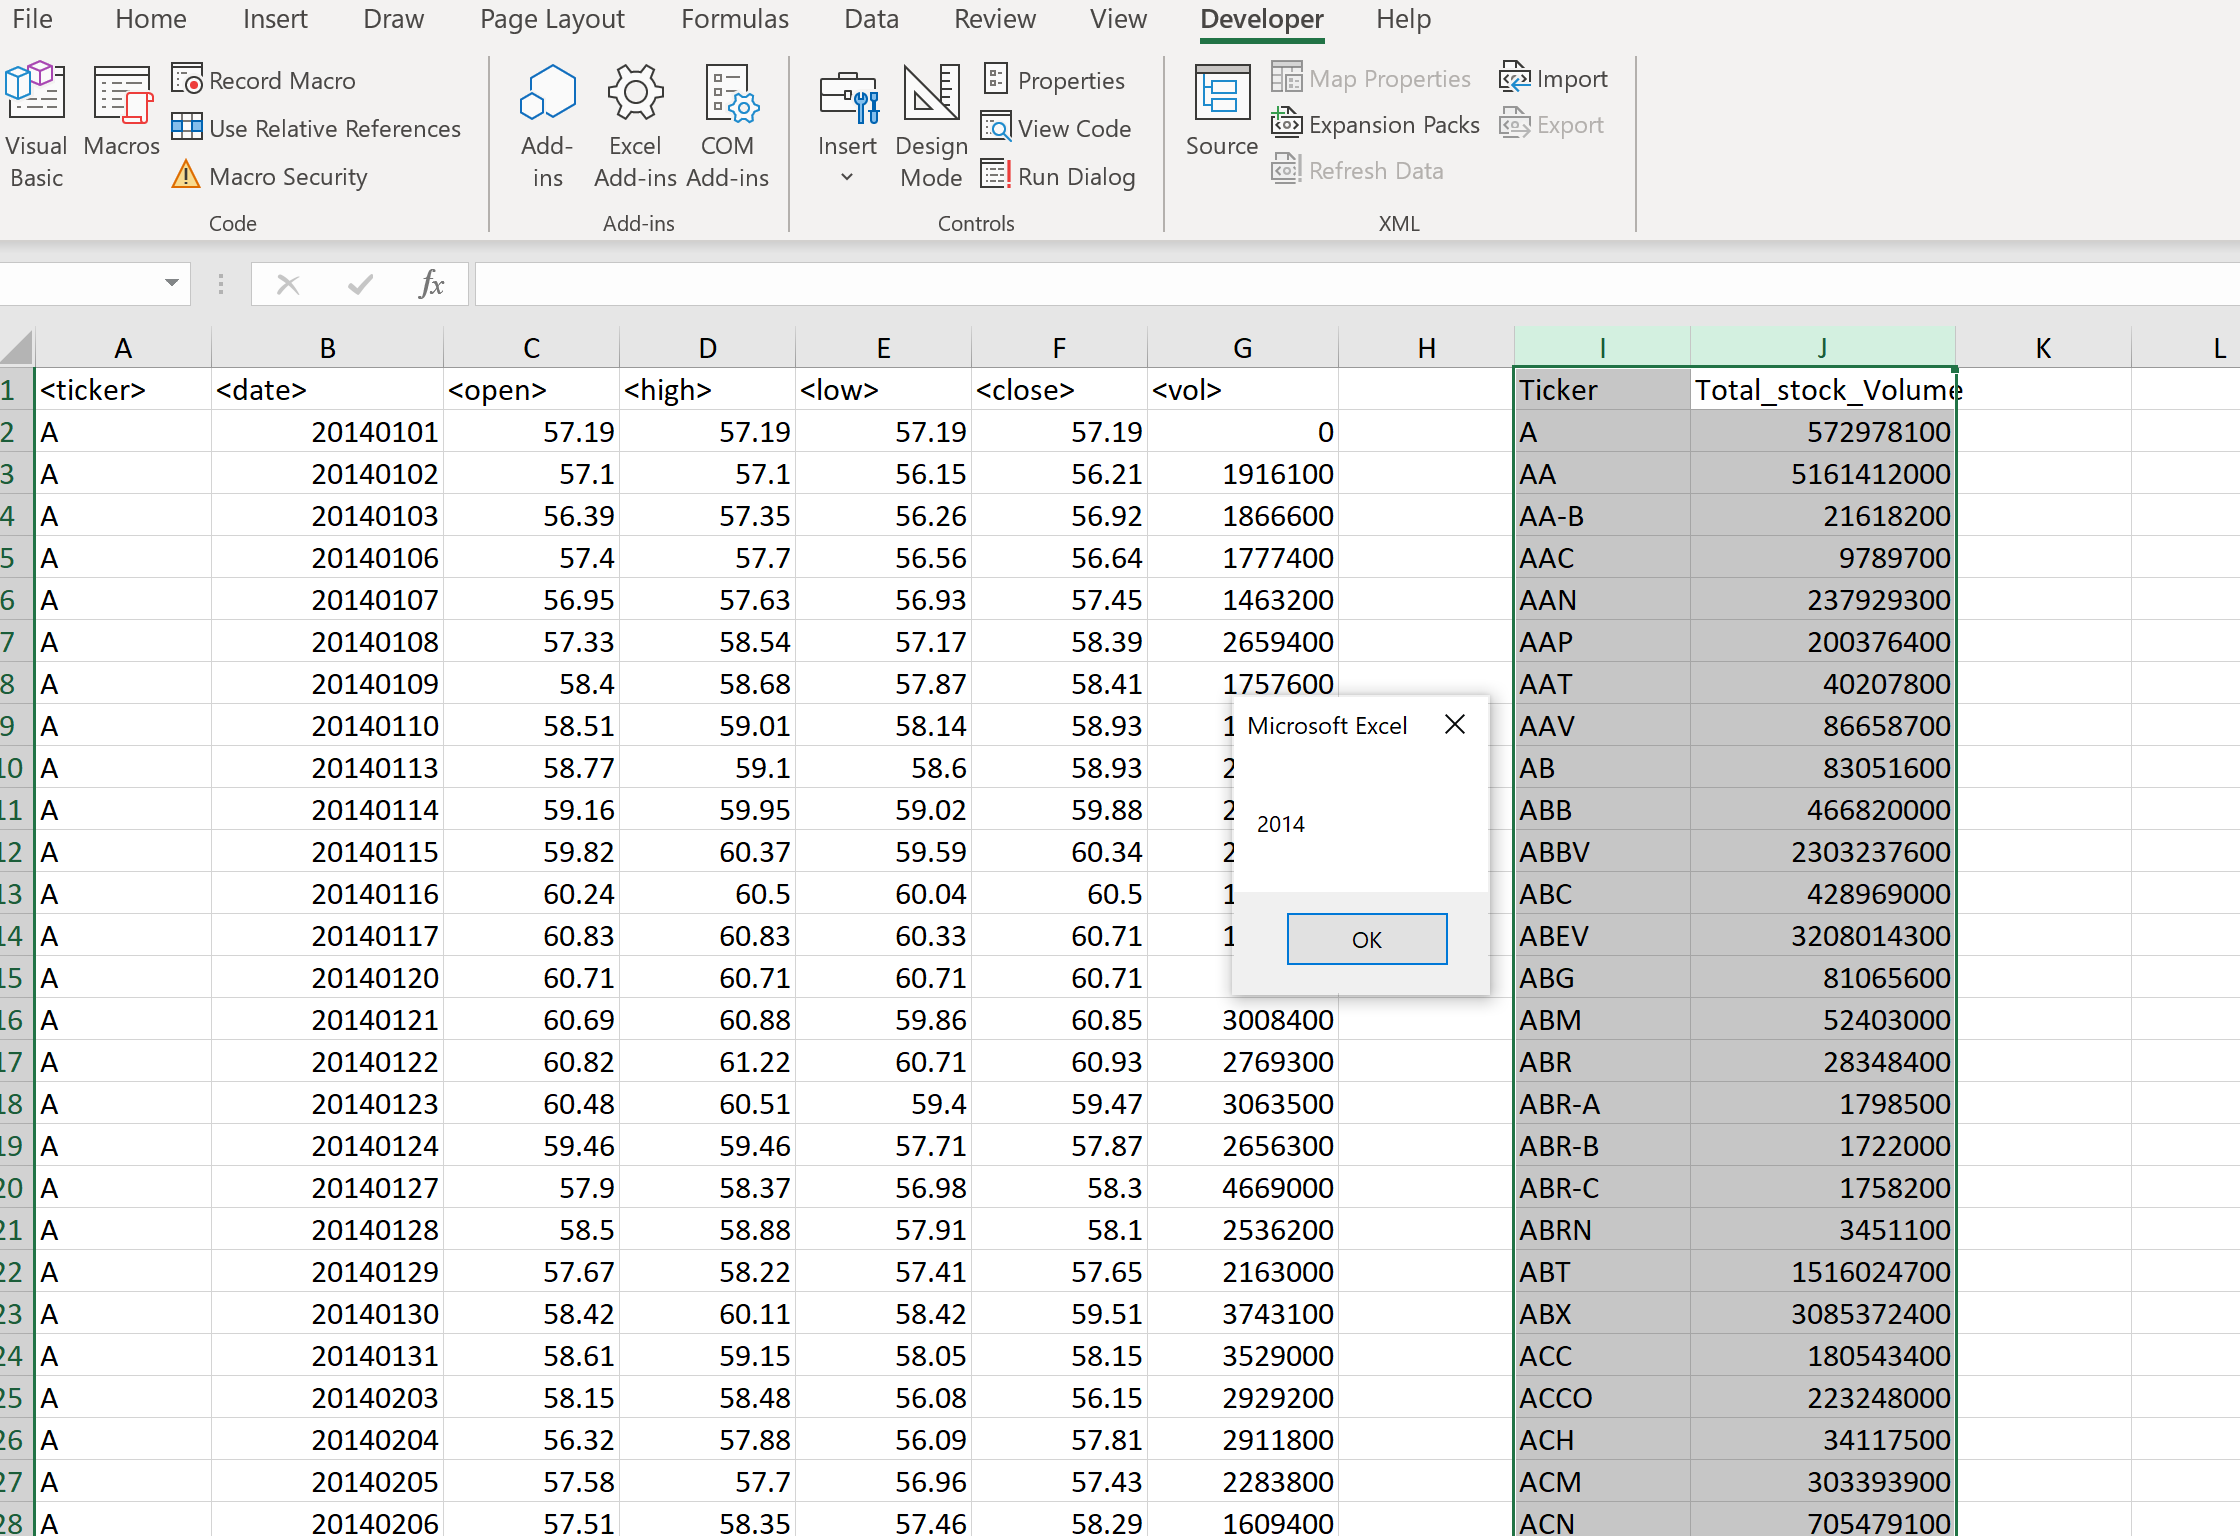 File Home Insert Draw Page Layout Formulas Data Review View Developer Help
Visual Basic Macros Record Macro Use Relative References Macro Security
Add-ins Excel Add-ins COM Add-ins
Insert Design Mode Properties View Code Run Dialog
Source Map Properties Expansion Packs Refresh Data Import Export
Code Add-ins Controls XML
fx
A B C D E F G H I J K L
1 <ticker> <date> <open> <high> <low> <close> <vol> Ticker Total_stock_Volume
2 A 20140101 57.19 57.19 57.19 57.19 0 A 572978100
3 A 20140102 57.1 57.1 56.15 56.21 1916100 AA 5161412000
4 A 20140103 56.39 57.35 56.26 56.92 1866600 AA-B 21618200
5 A 20140106 57.4 57.7 56.56 56.64 1777400 AAC 9789700
6 A 20140107 56.95 57.63 56.93 57.45 1463200 AAN 237929300
7 A 20140108 57.33 58.54 57.17 58.39 2659400 AAP 200376400
8 A 20140109 58.4 58.68 57.87 58.41 1757600 AAT 40207800
9 A 20140110 58.51 59.01 58.14 58.93 1 AAV 86658700
10 A 20140113 58.77 59.1 58.6 58.93 2 AB 83051600
11 A 20140114 59.16 59.95 59.02 59.88 2 ABB 466820000
12 A 20140115 59.82 60.37 59.59 60.34 2 ABBV 2303237600
13 A 20140116 60.24 60.5 60.04 60.5 1 ABC 428969000
14 A 20140117 60.83 60.83 60.33 60.71 1 ABEV 3208014300
15 A 20140120 60.71 60.71 60.71 60.71 ABG 81065600
16 A 20140121 60.69 60.88 59.86 60.85 3008400 ABM 52403000
17 A 20140122 60.82 61.22 60.71 60.93 2769300 ABR 28348400
18 A 20140123 60.48 60.51 59.4 59.47 3063500 ABR-A 1798500
19 A 20140124 59.46 59.46 57.71 57.87 2656300 ABR-B 1722000
20 A 20140127 57.9 58.37 56.98 58.3 4669000 ABR-C 1758200
21 A 20140128 58.5 58.88 57.91 58.1 2536200 ABRN 3451100
22 A 20140129 57.67 58.22 57.41 57.65 2163000 ABT 1516024700
23 A 20140130 58.42 60.11 58.42 59.51 3743100 ABX 3085372400
24 A 20140131 58.61 59.15 58.05 58.15 3529000 ACC 180543400
25 A 20140203 58.15 58.48 56.08 56.15 2929200 ACCO 223248000
26 A 20140204 56.32 57.88 56.09 57.81 2911800 ACH 34117500
27 A 20140205 57.58 57.7 56.96 57.43 2283800 ACM 303393900
28 A 20140206 57.51 58.35 57.46 58.29 1609400 ACN 705479100
Microsoft Excel
2014
OK